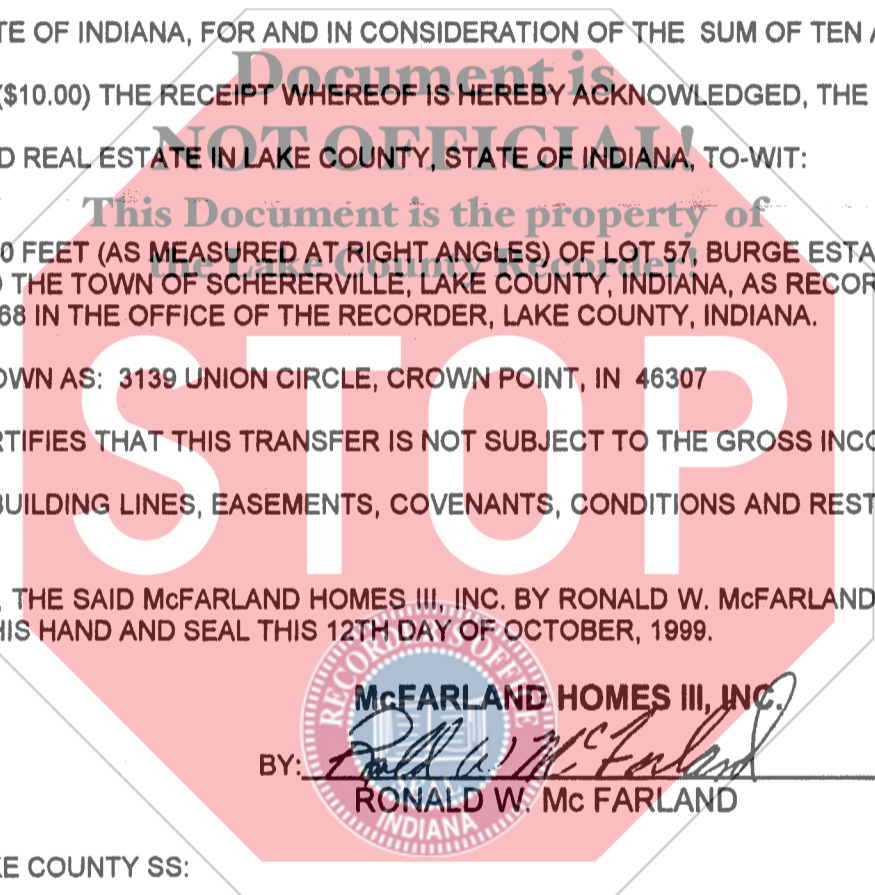 TE OF INDIANA, FOR AND IN CONSIDERATION OF THE SUM OF TEN
Document is
($10.00) THE RECEIPT WHEREOF IS HEREBY ACKNOWLEDGED, THE
NOT OFFICIAL!
D REAL ESTATE IN LAKE COUNTY, STATE OF INDIANA, TO-WIT:
This Document is the property of
0 FEET (AS MEASURED AT RIGHT ANGLES) OF LOT 57, BURGE ESTA
the Lake County Recorder!
THE TOWN OF SCHERERVILLE, LAKE COUNTY, INDIANA, AS RECOR
68 IN THE OFFICE OF THE RECORDER, LAKE COUNTY, INDIANA.
STOP
OWN AS: 3139 UNION CIRCLE, CROWN POINT, IN 46307
RTIFIES THAT THIS TRANSFER IS NOT SUBJECT TO THE GROSS INCO
BUILDING LINES, EASEMENTS, COVENANTS, CONDITIONS AND REST
, THE SAID McFARLAND HOMES III, INC. BY RONALD W. McFARLAND
HIS HAND AND SEAL THIS 12TH DAY OF OCTOBER, 1999.
RECORDER'S OFFICE
McFARLAND HOMES III, INC.
BY: Ronald W. McFarland
RONALD W. Mc FARLAND
INDIANA
KE COUNTY SS: